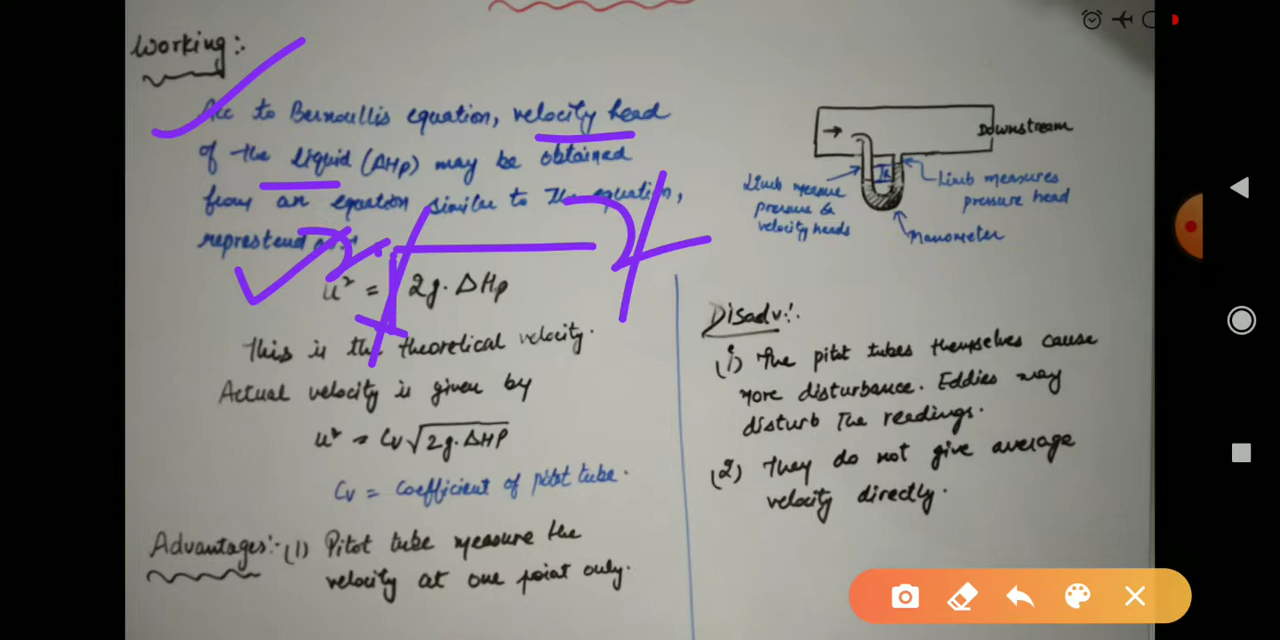 Working:-
Acc to Bernoullis equation, velocity head
of the liquid (ΔHp) may be obtained
from an equation similar to the equation,
represtend as:
u² = 2g. ΔHp
This is the theoretical velocity.
Actual velocity is given by
u² = Cv √2g. ΔHP
Cv = coefficient of pitot tube.
Advantages:- (1) Pitot tube measure the
velocity at one point only.
Downstream
Limb measure
pressure &
velocity heads
Limb measures
pressure head
Manometer
Disadv:-
(1) The pitot tubes themselves cause
more disturbance. Eddies may
disturb the readings.
(2) They do not give average
velocity directly.